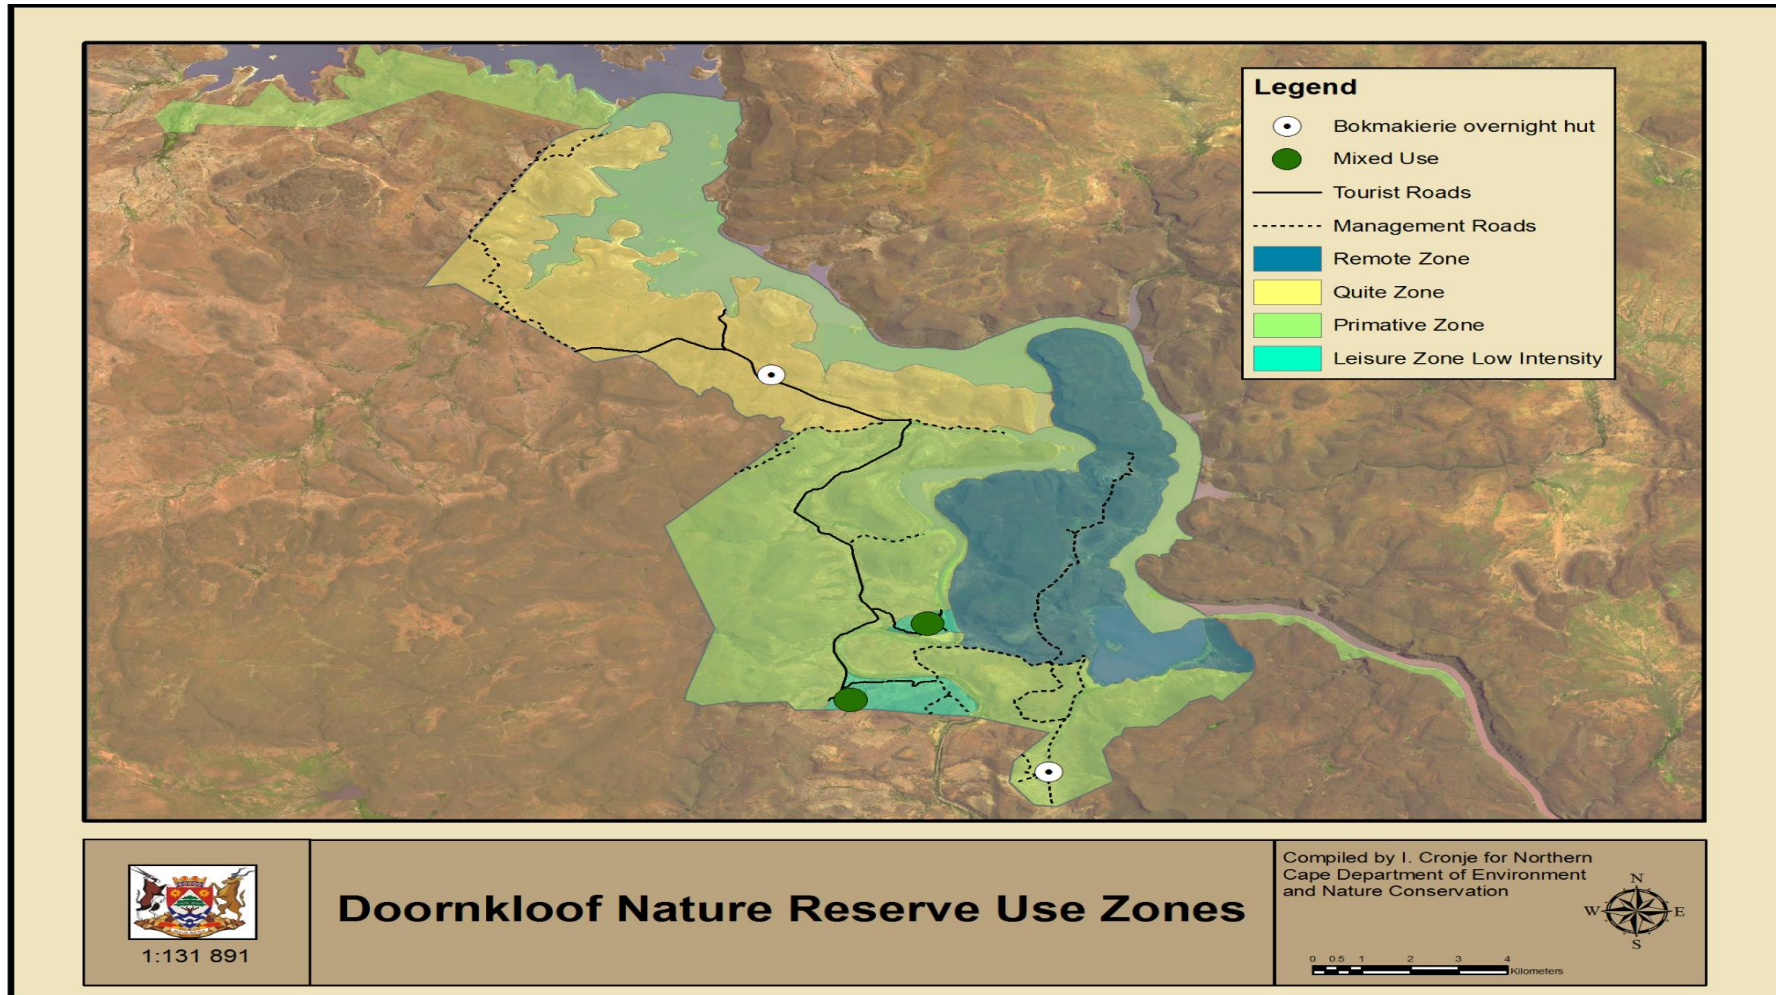 Legend
Bokmakierie overnight hut
Mixed Use
Tourist Roads
Management Roads
Remote Zone
Quite Zone
Primative Zone
Leisure Zone Low Intensity
1:131 891
Doornkloof Nature Reserve Use Zones
Compiled by I. Cronje for Northern
Cape Department of Environment
and Nature Conservation
N
W E
S
0 0.5 1 2 3 4
Kilometers